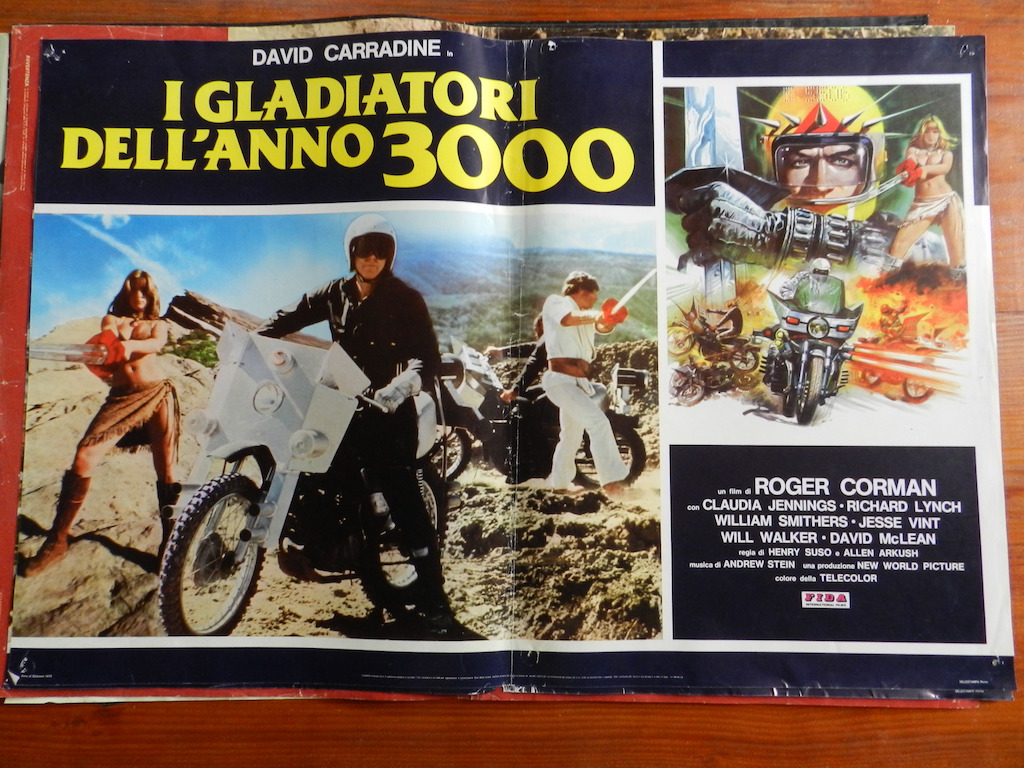 DAVID CARRADINE in
I GLADIATORI
DELL'ANNO 3000
un film di ROGER CORMAN
con CLAUDIA JENNINGS • RICHARD LYNCH
WILLIAM SMITHERS • JESSE VINT
WILL WALKER • DAVID McLEAN
regia di HENRY SUSO e ALLEN ARKUSH
musica di ANDREW STEIN una produzione NEW WORLD PICTURE
colore della TELECOLOR
FIDA
INTERNATIONAL FILMS